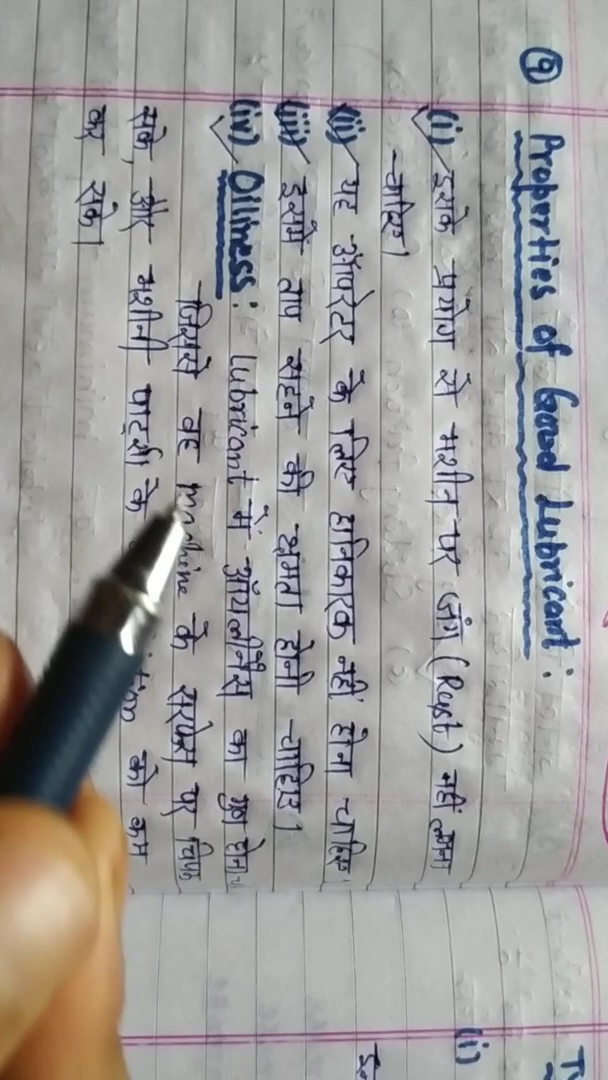 ⑨ Properties of Good Lubricant:
(i) इसके प्रयोग से मशीन पर जंग (Rust) नहीं लगना
चाहिए।
(ii) यह ऑपरेटर के लिए हानिकारक नहीं होना चाहिए।
(iii) इसमें ताप सहने की क्षमता होनी चाहिए।
(iv) Oiliness: lubricant में ऑयलीनैस का गुण होना
जिससे वह machine के सरफेस पर चिपक
सके, और मशीनी पार्ट्स के को कम
कर सके।
(i)